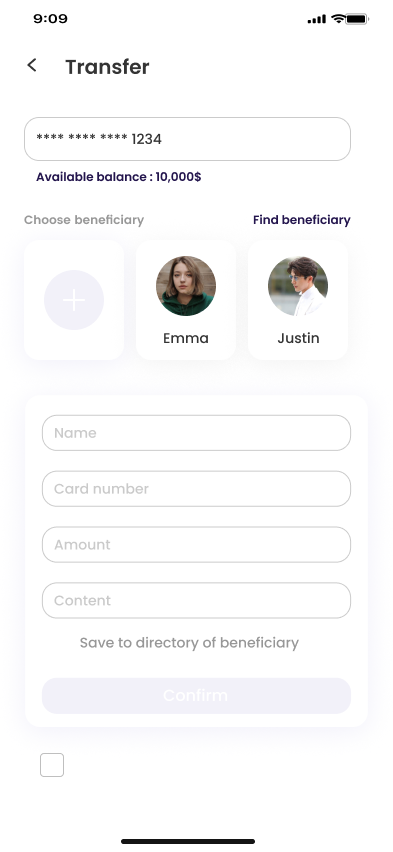 9:09
Transfer
**** **** **** 1234
Available balance : 10,000$
Choose beneficiary
Find beneficiary
Emma
Justin
Name
Card number
Amount
Content
Save to directory of beneficiary
Confirm